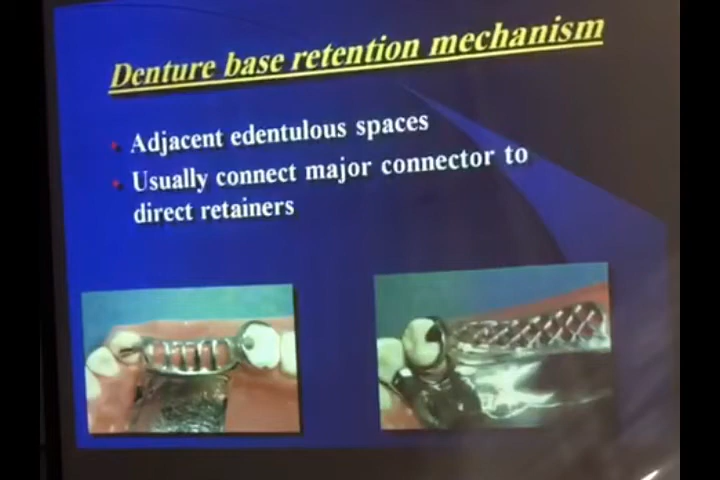 Denture base retention mechanism
Adjacent edentulous spaces
Usually connect major connector to
direct retainers